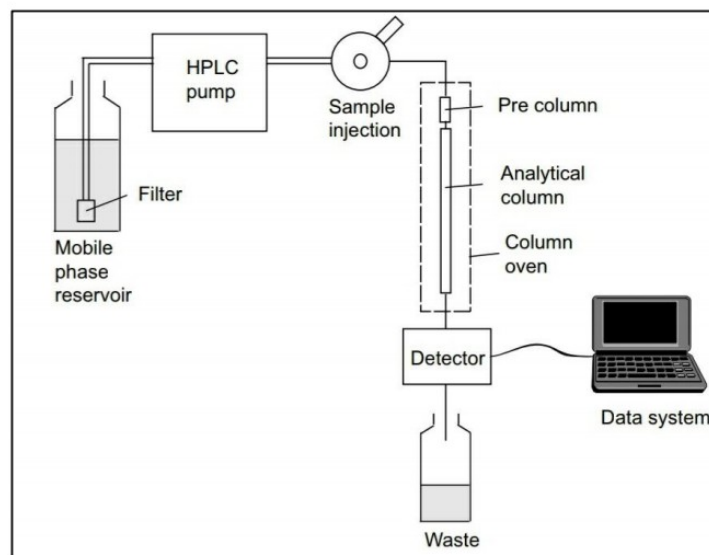 HPLC
pump
Sample
injection
Pre column
Analytical
column
Column
oven
Filter
Mobile
phase
reservoir
Detector
Data system
Waste